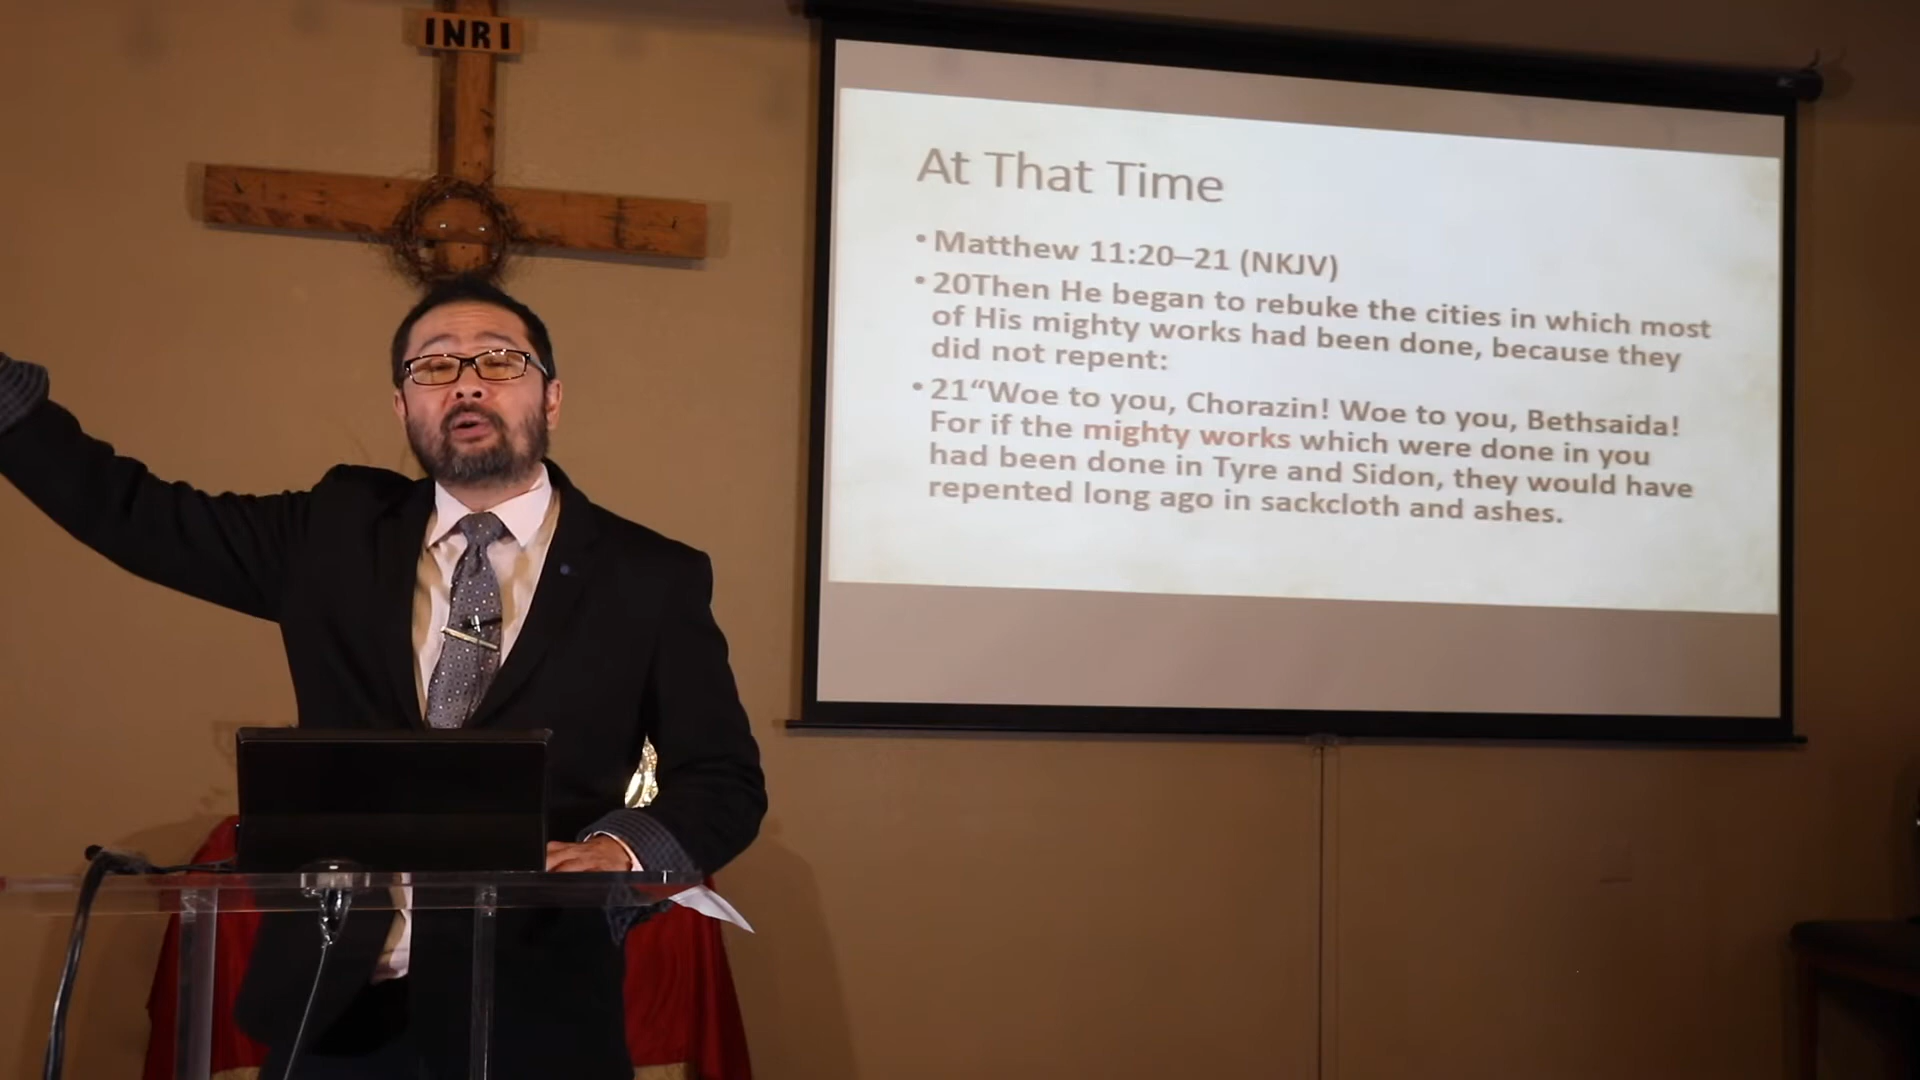 INRI
At That Time
• Matthew 11:20–21 (NKJV)
• 20Then He began to rebuke the cities in which most
of His mighty works had been done, because they
did not repent:
• 21“Woe to you, Chorazin! Woe to you, Bethsaida!
For if the mighty works which were done in you
had been done in Tyre and Sidon, they would have
repented long ago in sackcloth and ashes.